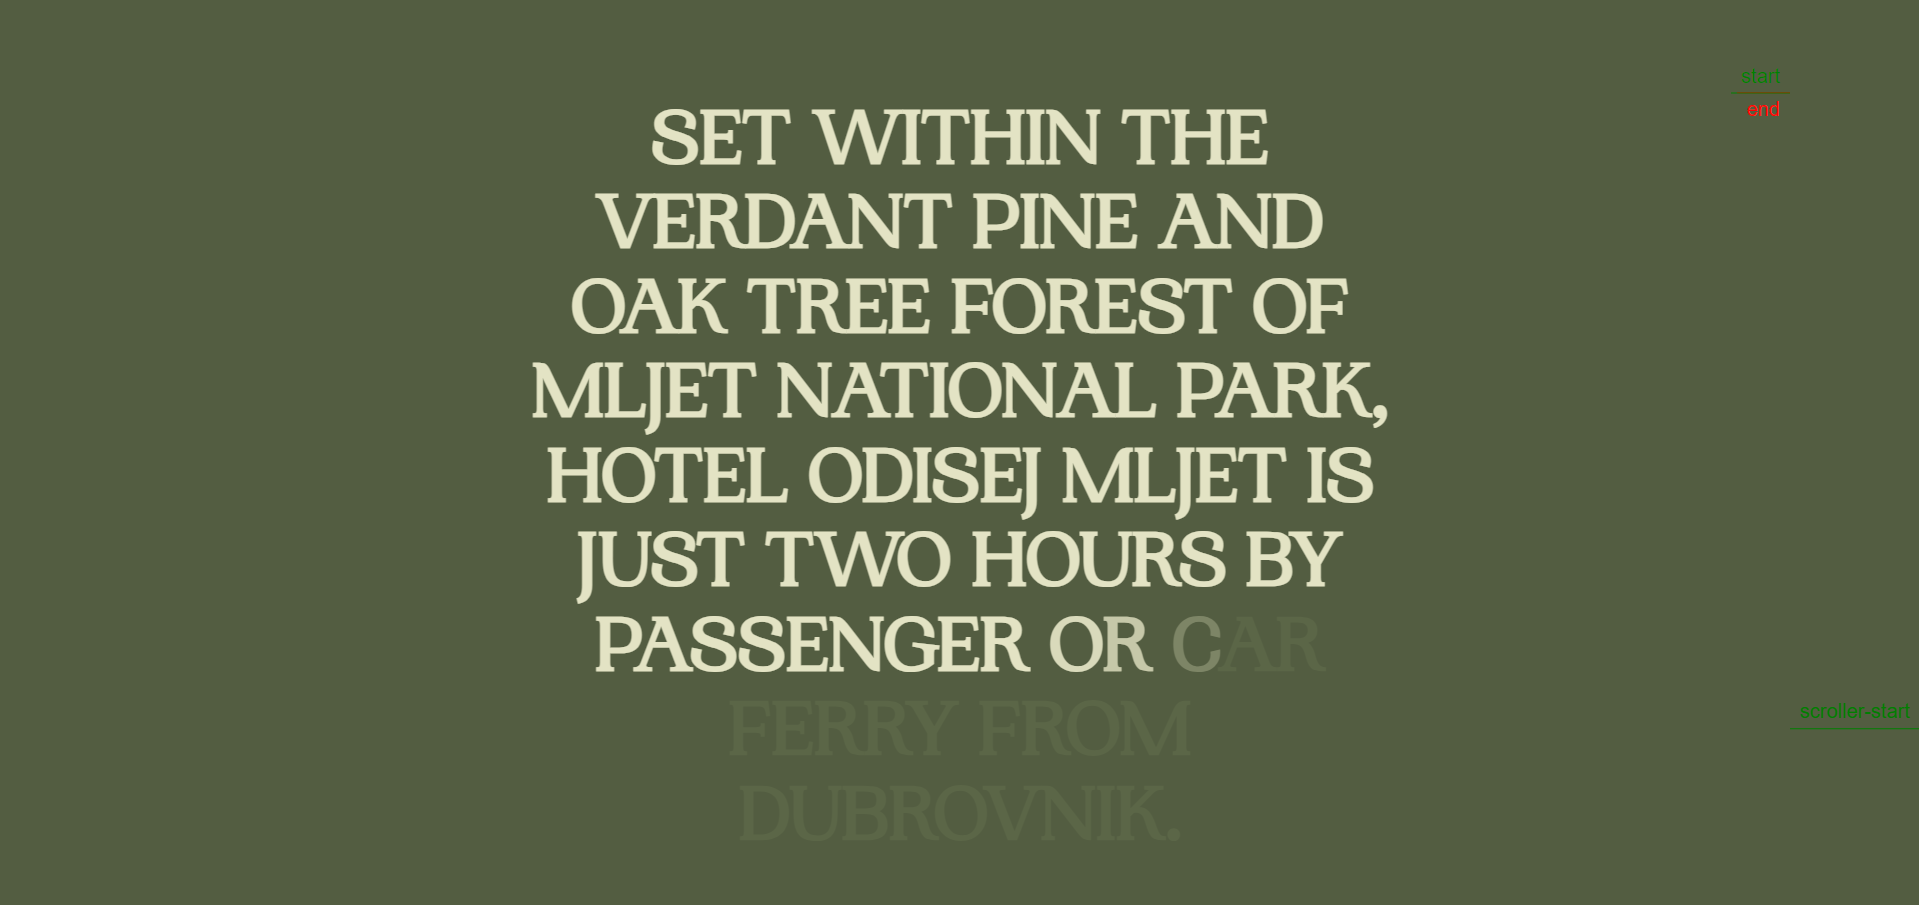 SET WITHIN THE
VERDANT PINE AND
OAK TREE FOREST OF
MLJET NATIONAL PARK,
HOTEL ODISEJ MLJET IS
JUST TWO HOURS BY
PASSENGER OR CAR
FERRY FROM
DUBROVNIK.
start
end
scroller-start